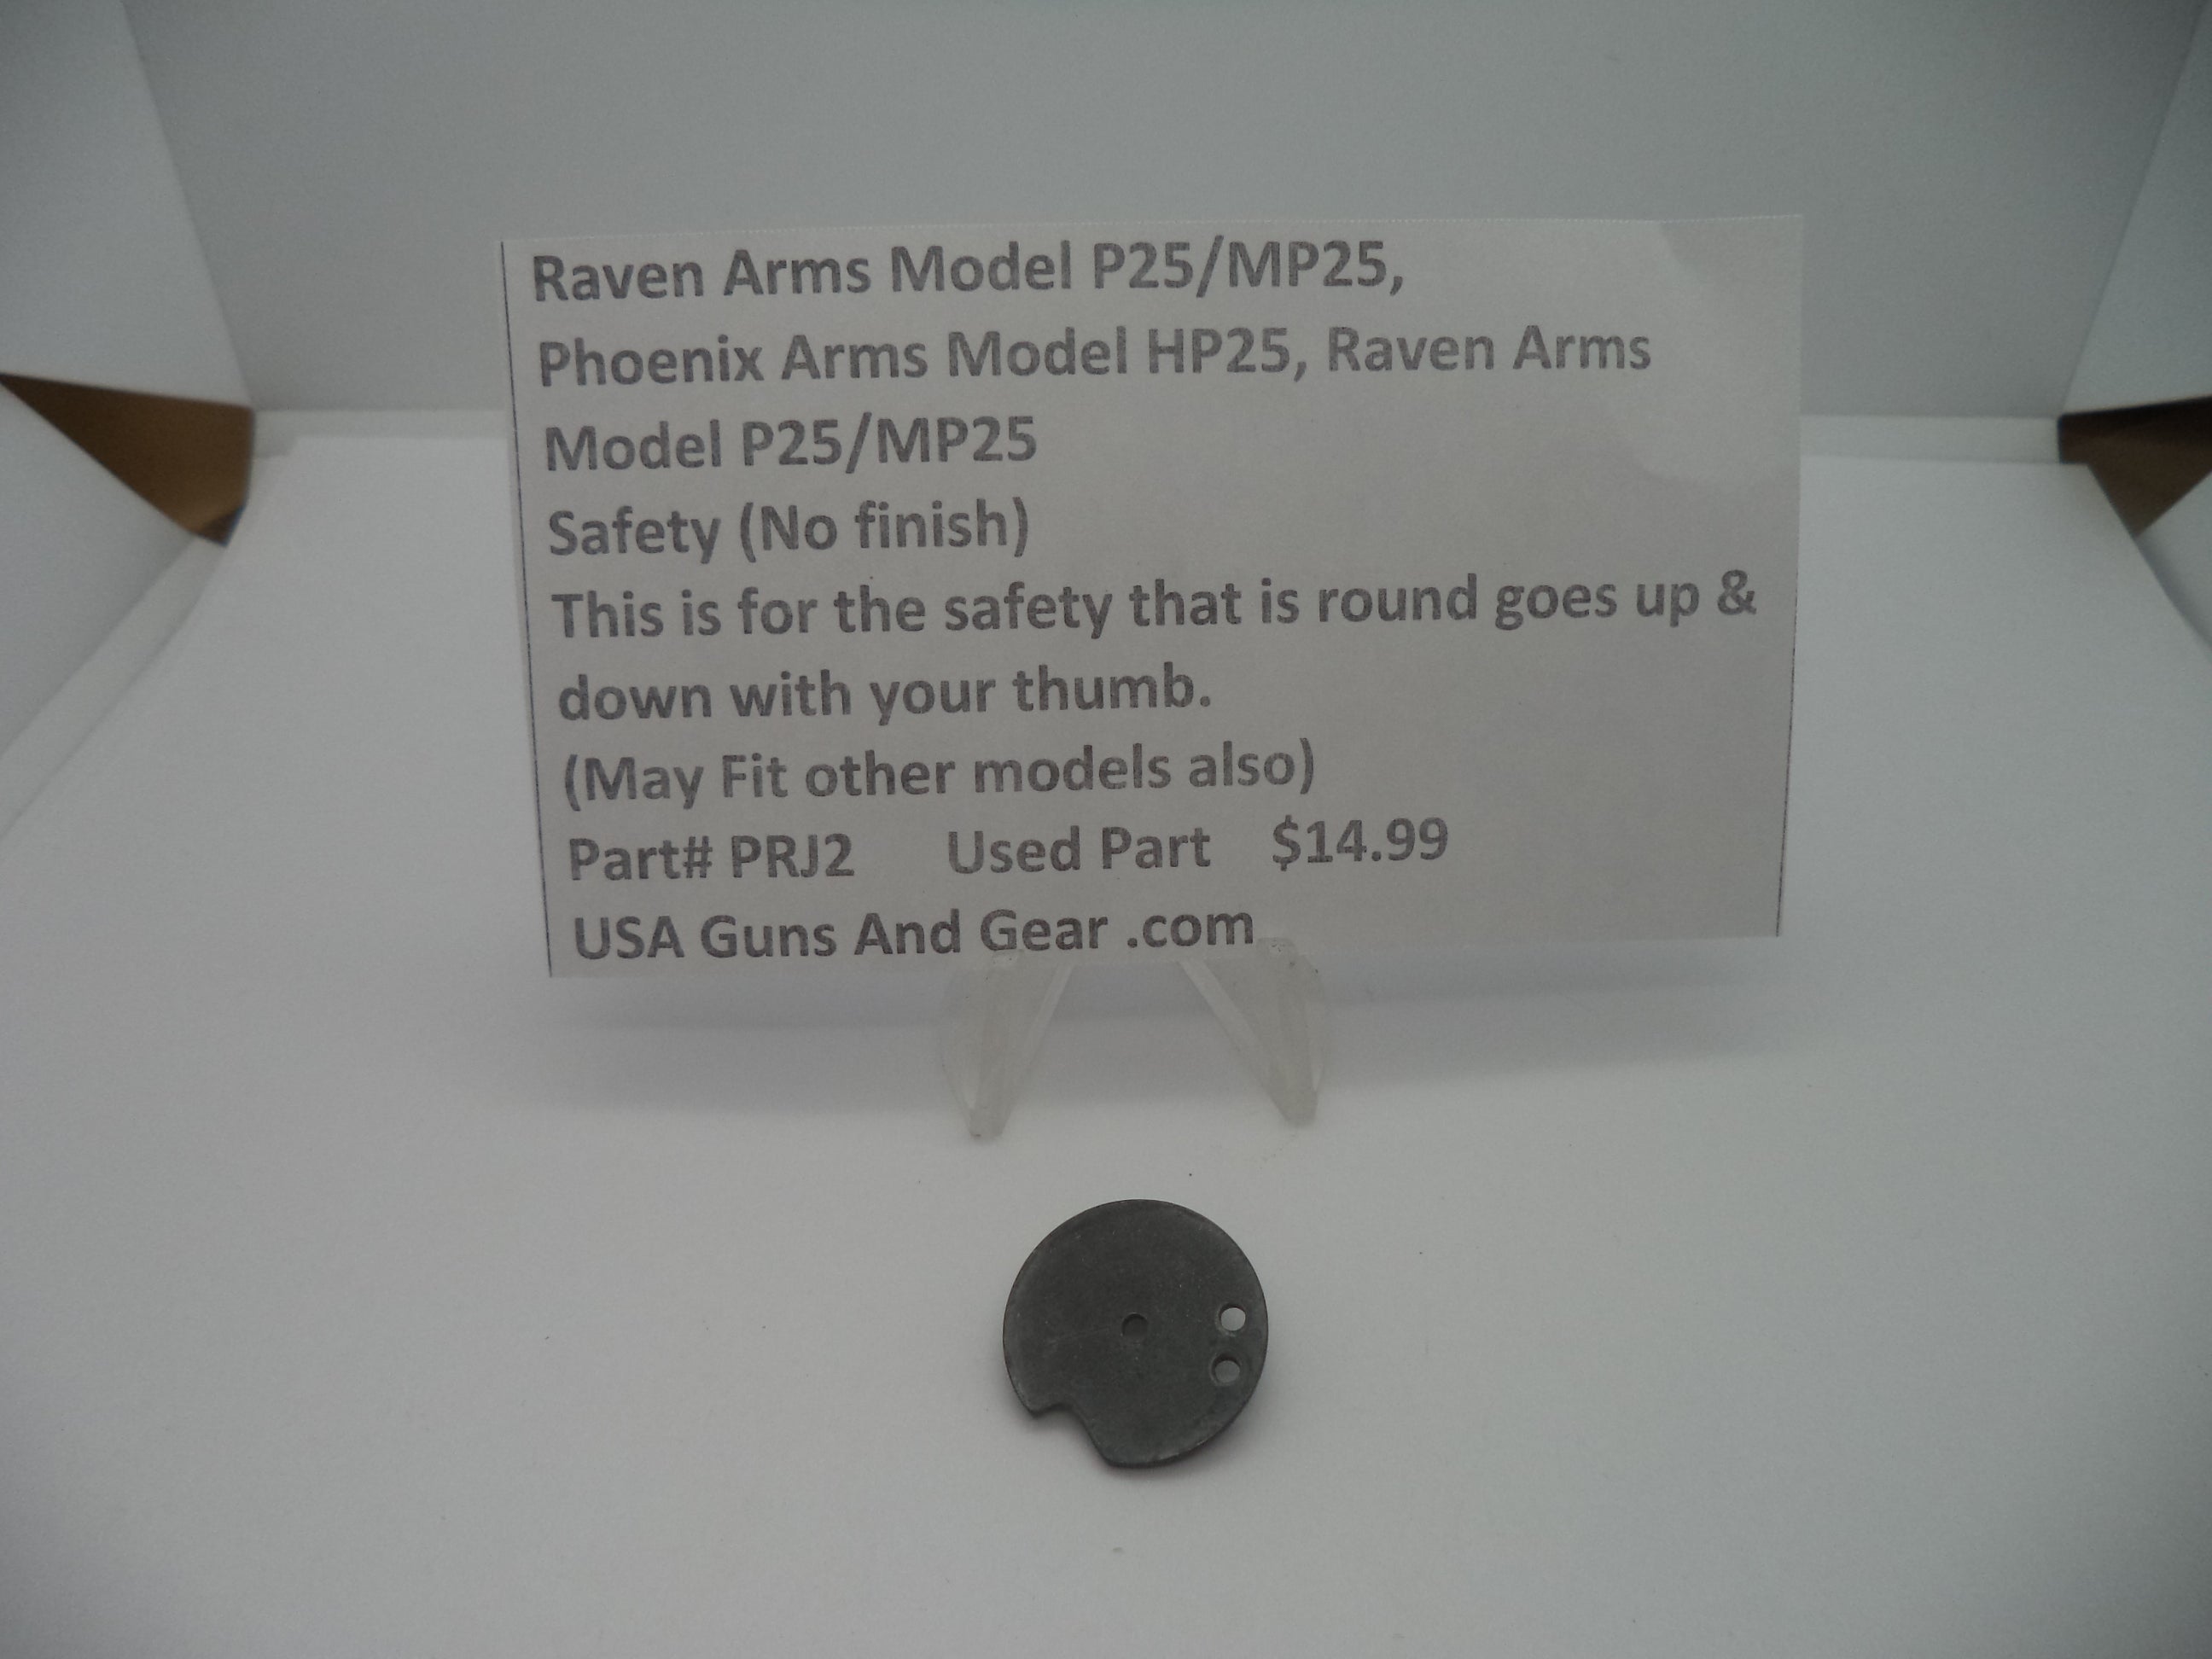 Raven Arms Model P25/MP25,
Phoenix Arms Model HP25, Raven Arms
Model P25/MP25
Safety (No finish)
This is for the safety that is round goes up &
down with your thumb.
(May Fit other models also)
Part# PRJ2 Used Part $14.99
USA Guns And Gear .com